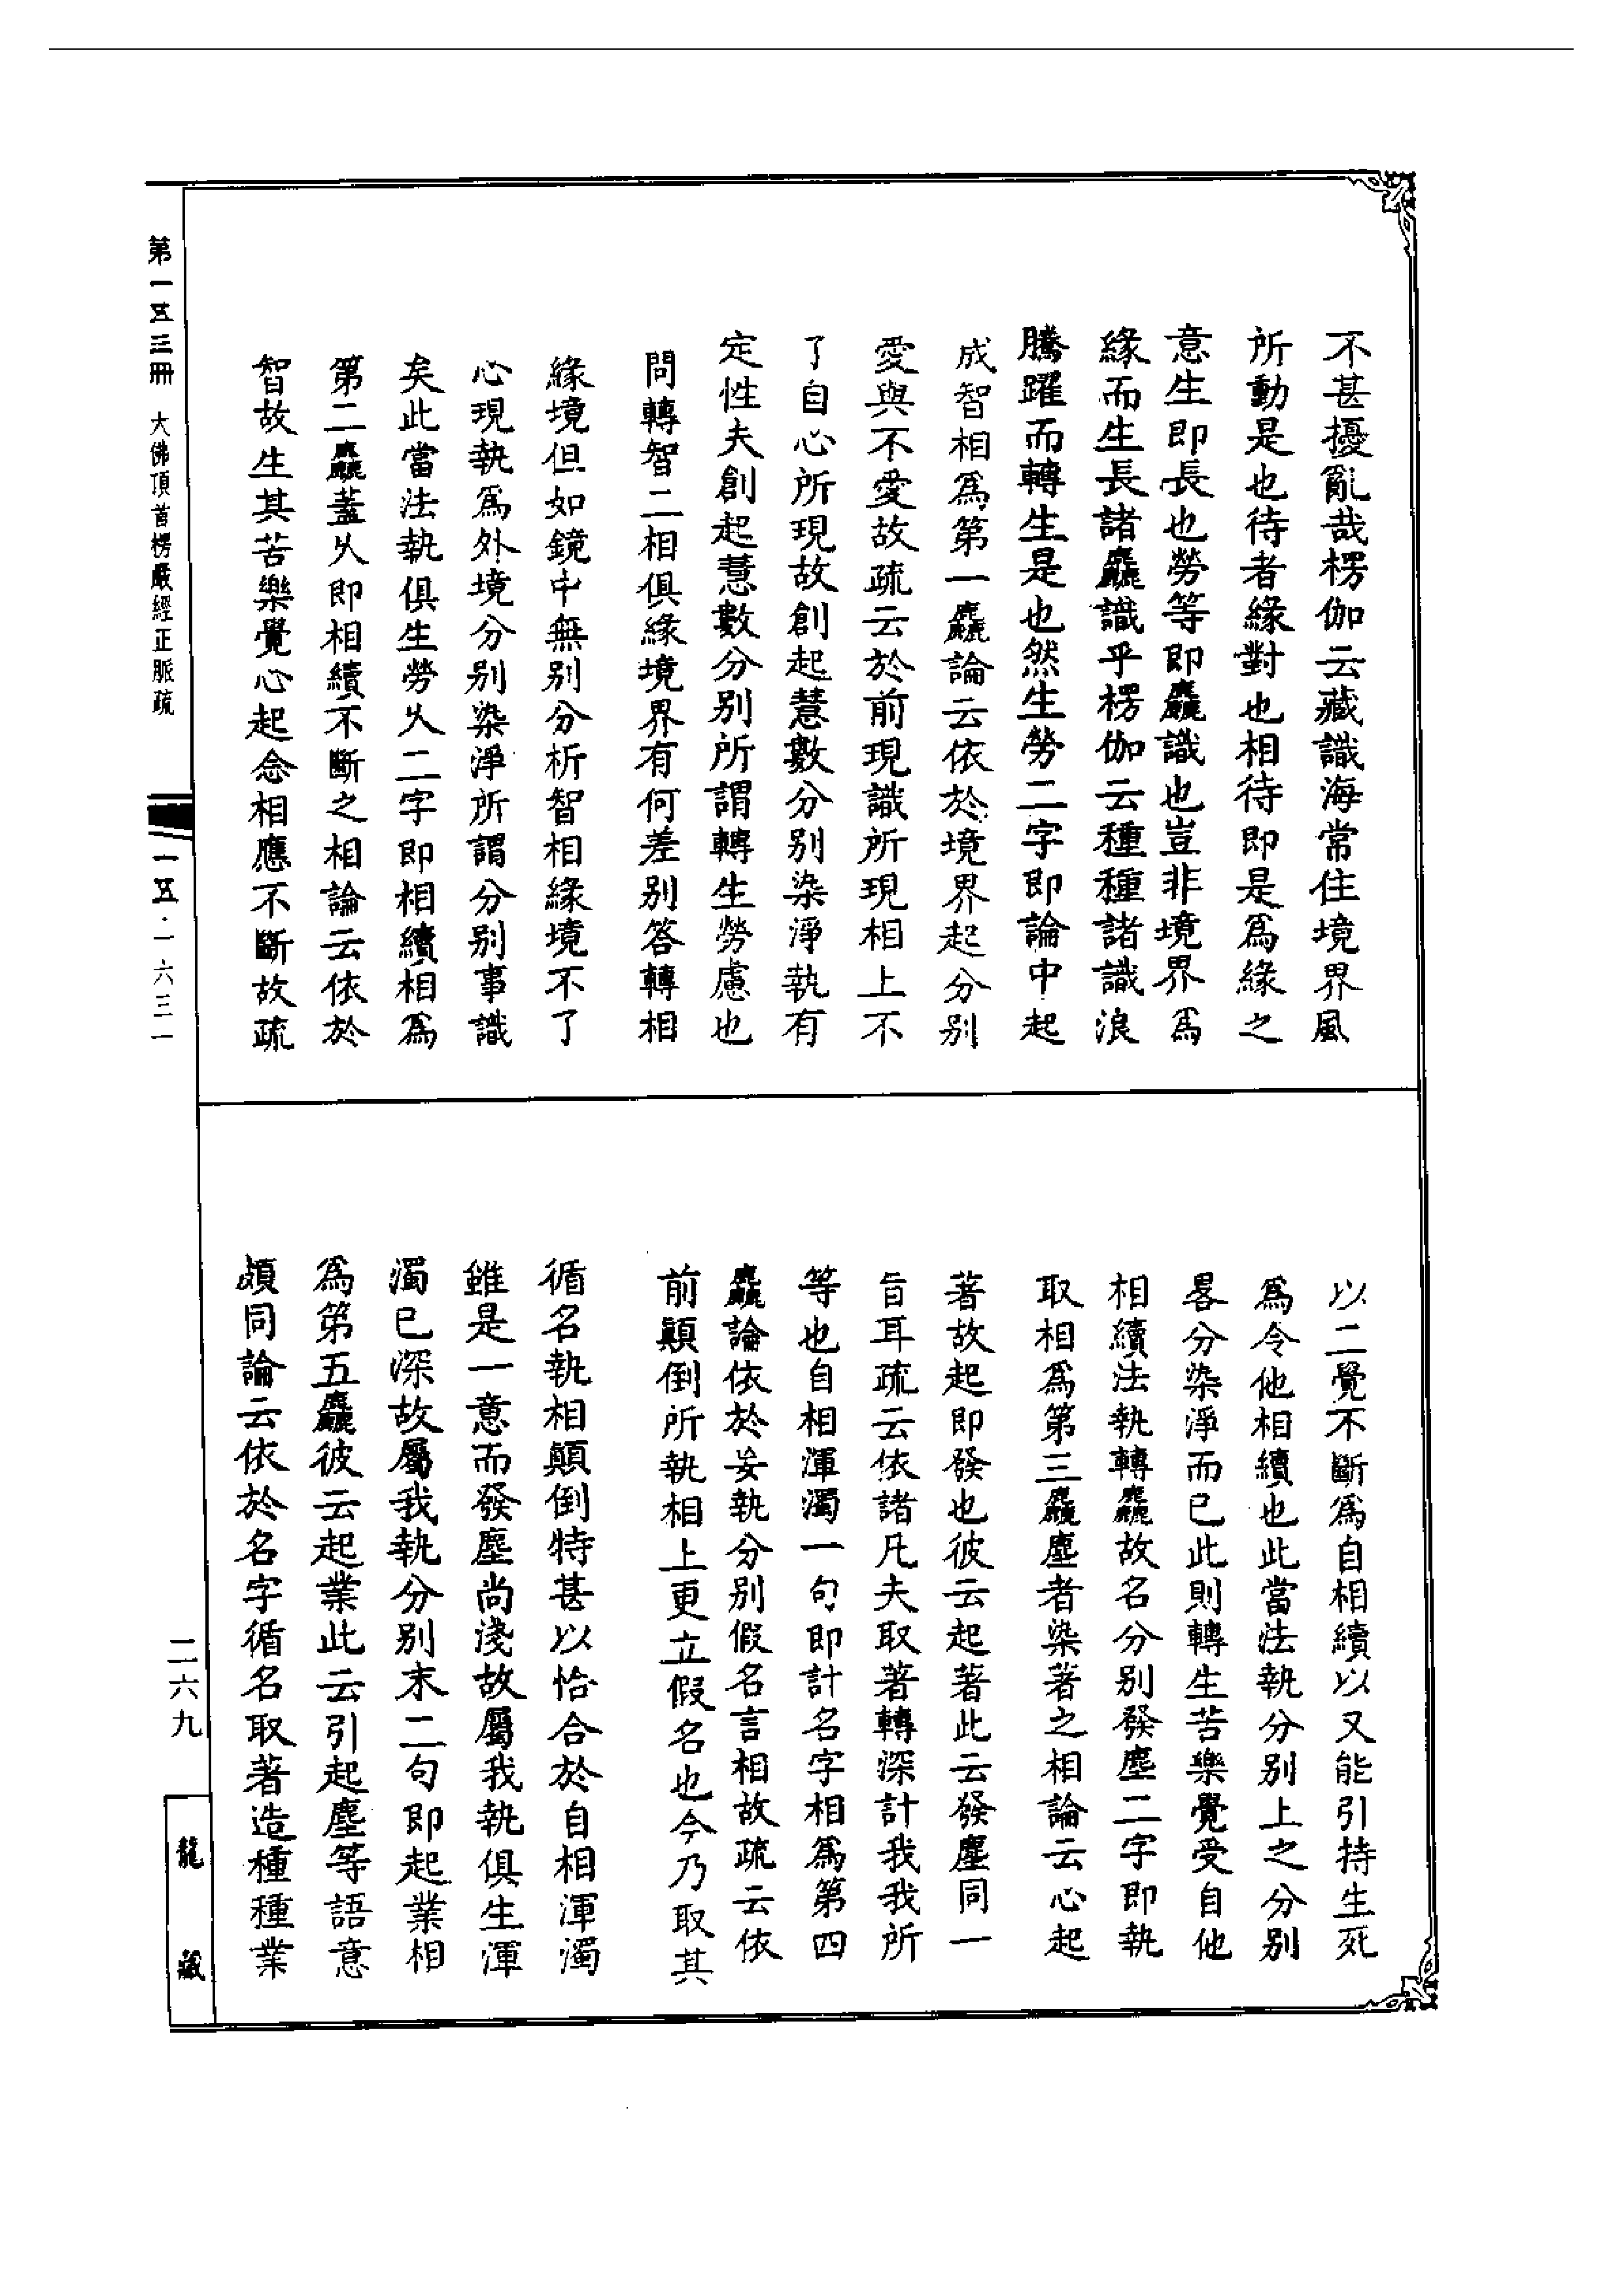 不甚擾亂哉楞伽云藏識海常住境界風
所動是也待者緣對也相待即是為緣之
意生即長也勞等即麤識也豈非境界為
緣而生長諸麤識乎楞伽云種種諸識浪
騰躍而轉生是也然生勞二字即論中起
成智相為第一麤論云依於境界起分別
愛與不愛故疏云於前現識所現相上不
了自心所現故創起慧數分別染淨執有
定性夫創起慧數分別所謂轉生勞慮也
問轉智二相俱緣境界有何差別答轉相
緣境但如鏡中無別分析智相緣境不了
心現執為外境分別染淨所謂分別事識
矣此當法執俱生勞乆二字即相續相為
第二麤蓋乆即相續不斷之相論云依於
智故生其苦樂覺心起念相應不斷故疏
以二覺不斷為自相續以又能引持生死
為令他相續也此當法執分別上之分別
畧分染淨而已此則轉生苦樂覺受自他
相續法執轉麤故名分別發塵二字即執
取相為第三麤塵者染著之相論云心起
著故起即發也彼云起著此云發塵同一
旨耳疏云依諸凡夫取著轉深計我我所
等也自相渾濁一句即計名字相為第四
麤論依於妄執分別假名言相故疏云依
前顛倒所執相上更立假名也今乃取其
循名執相顛倒特甚以恰合於自相渾濁
雖是一意而發塵尚淺故屬我執俱生渾
濁已深故屬我執分別末二句即起業相
為第五麤彼云起業此云引起塵等語意
頗同論云依於名字循名取著造種種業
第一五三冊 大佛頂首楞嚴經正脈疏
一五·一六三一
二六九
龍藏